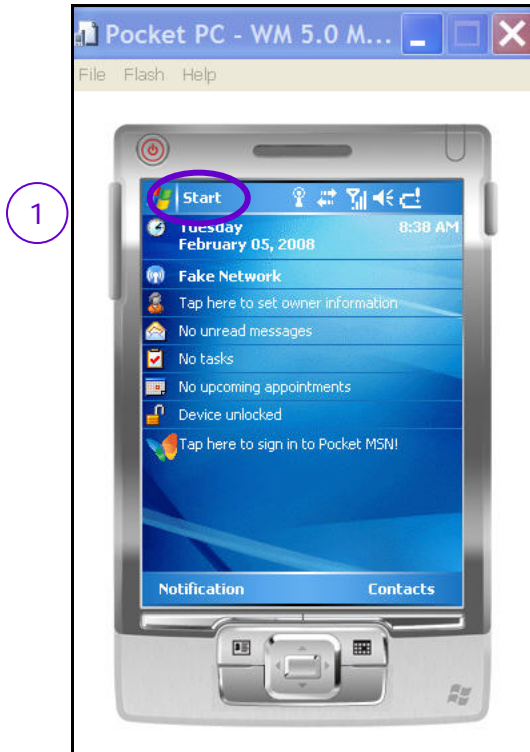 Pocket PC - WM 5.0 M...
File Flash Help
1
Start
Tuesday 8:38 AM
February 05, 2008
Fake Network
Tap here to set owner information
No unread messages
No tasks
No upcoming appointments
Device unlocked
Tap here to sign in to Pocket MSN!
Notification Contacts